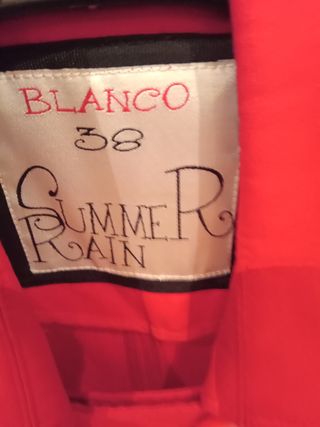 BLANCO
38
SUMMER
RAIN